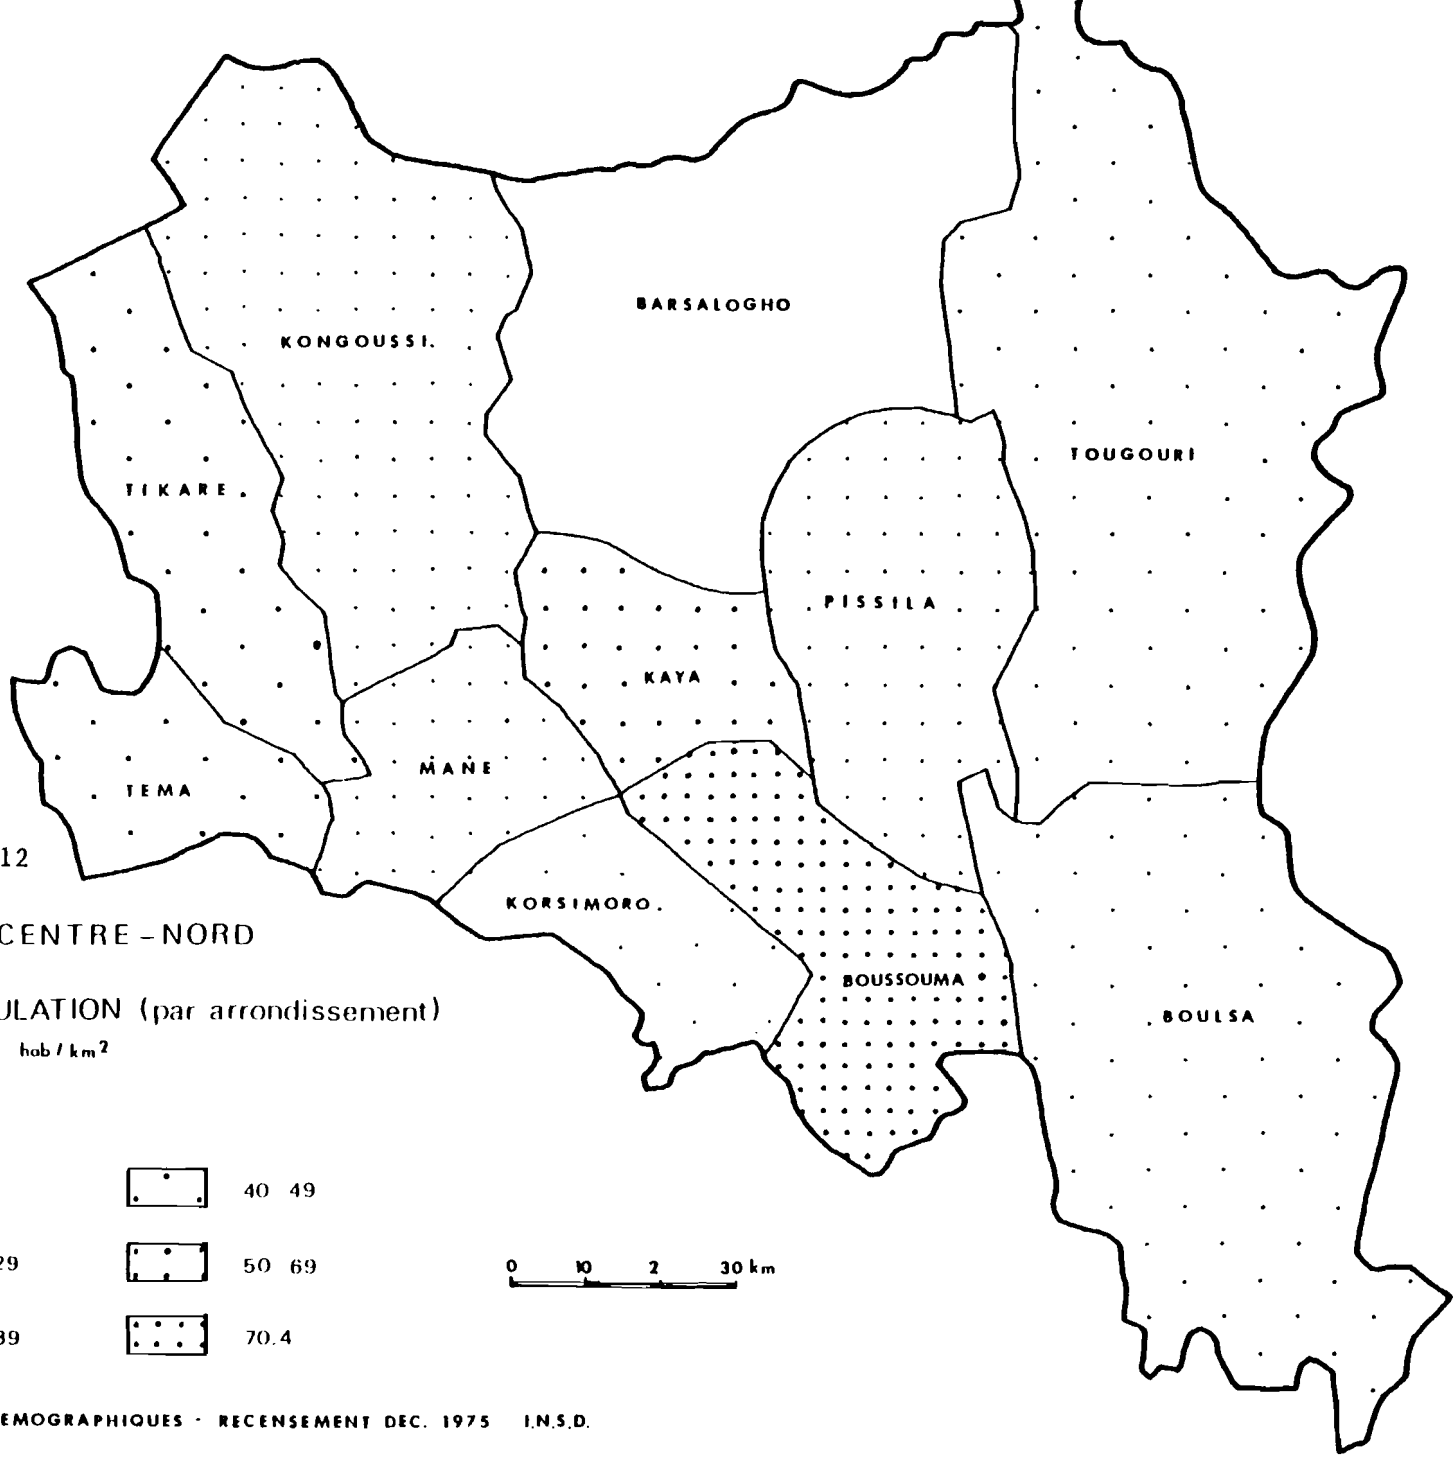 BARSALOGHO
KONGOUSSI
TOUGOURI
TIKARE
PISSILA
KAYA
MANE
TEMA
12
KORSIMORO
CENTRE-NORD
BOUSSOUMA
ULATION (par arrondissement)
BOULSA
hab/km²
40 49
29
50 69
0 10 2 30 km
39
70.4
EMOGRAPHIQUES - RECENSEMENT DEC. 1975 I.N.S.D.